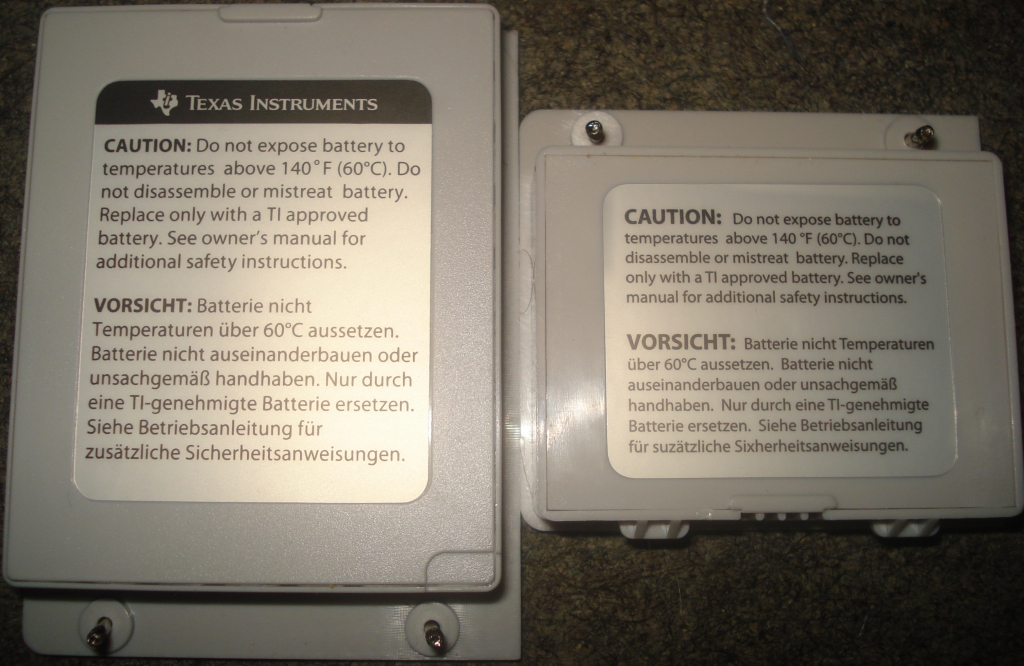 TEXAS INSTRUMENTS
CAUTION: Do not expose battery to
temperatures above 140°F (60°C). Do
not disassemble or mistreat battery.
Replace only with a TI approved
battery. See owner's manual for
additional safety instructions.
VORSICHT: Batterie nicht
Temperaturen über 60°C aussetzen.
Batterie nicht auseinanderbauen oder
unsachgemäß handhaben. Nur durch
eine TI-genehmigte Batterie ersetzen.
Siehe Betriebsanleitung für
zusätzliche Sicherheitsanweisungen.
CAUTION: Do not expose battery to
temperatures above 140 °F (60°C). Do not
disassemble or mistreat battery. Replace
only with a TI approved battery. See owner's
manual for additional safety instructions.
VORSICHT: Batterie nicht Temperaturen
über 60°C aussetzen. Batterie nicht
auseinanderbauen oder unsachgemäß
handhaben. Nur durch eine TI-genehmigte
Batterie ersetzen. Siehe Betriebsanleitung
für suzätzliche Sixherheitsanweisungen.